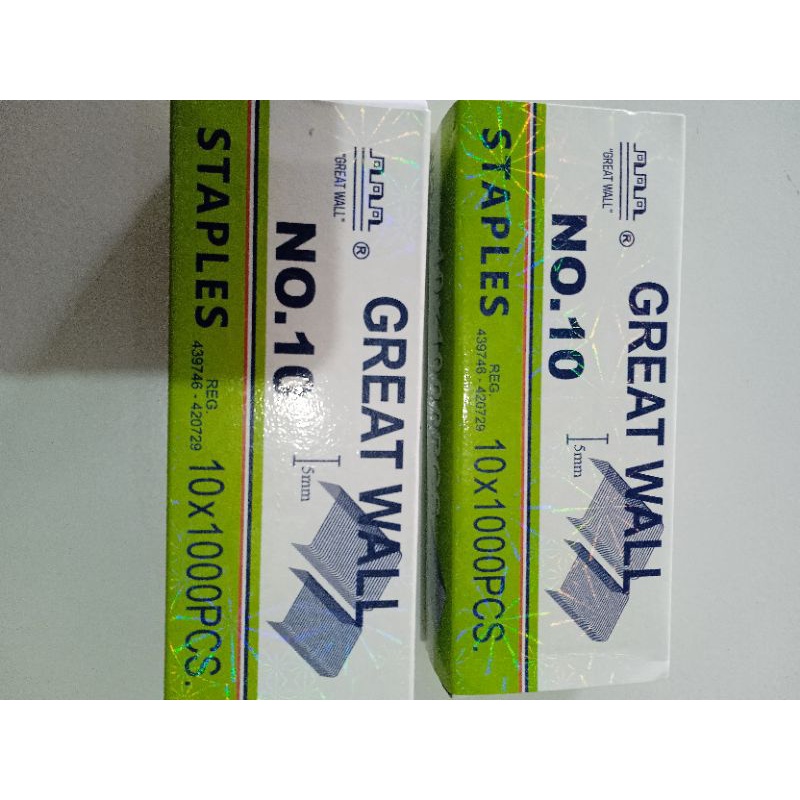 "GREAT WALL"
®
GREAT WALL
NO.10
5mm
STAPLES
REG
439746 - 420729
10x1000PCS.
"GREAT WALL"
®
GREAT WALL
NO.10
5mm
STAPLES
REG
439746 - 420729
10x1000PCS.